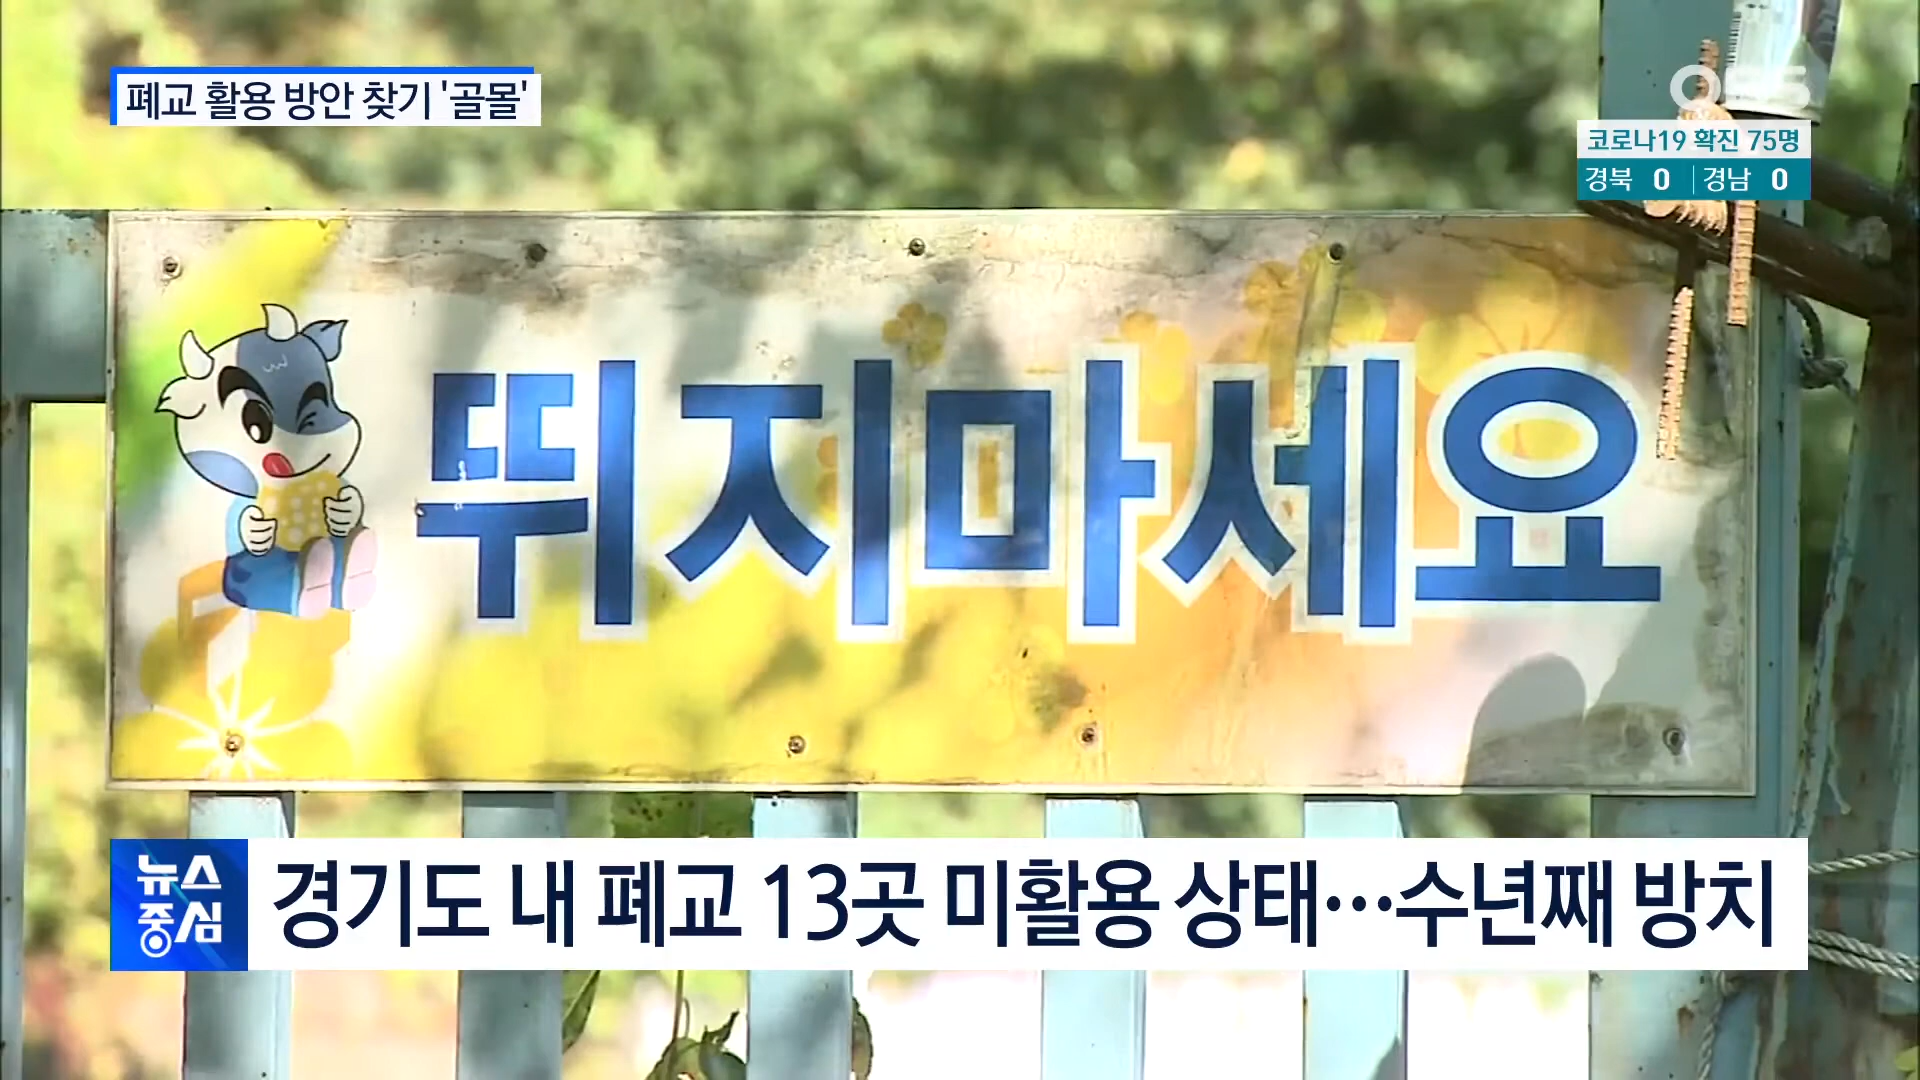 폐교 활용 방안 찾기 '골몰'
OBS
코로나19 확진 75명
경북 0 경남 0
뛰지마세요
뉴스
중심
경기도 내 폐교 13곳 미활용 상태…수년째 방치